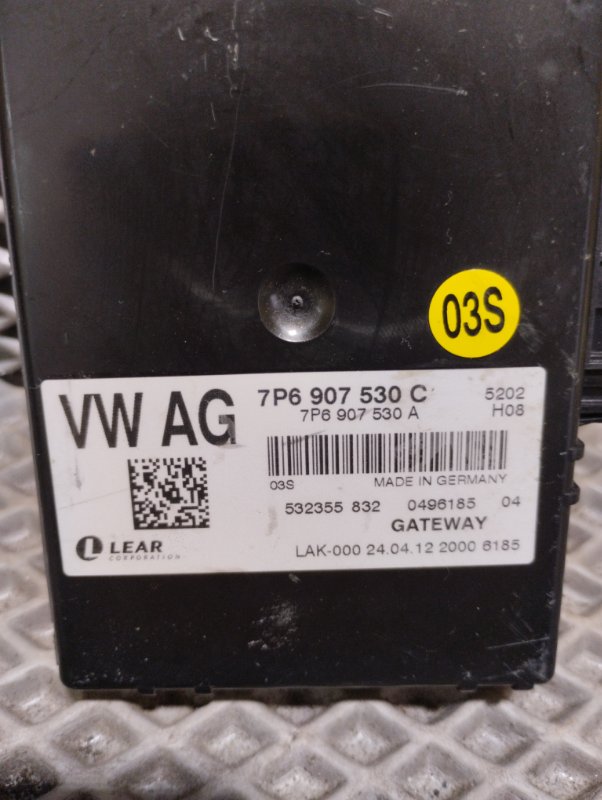 03S
VW AG 7P6 907 530 C 5202
7P6 907 530 A H08
03S MADE IN GERMANY
532355 832 0496185 04
GATEWAY
LEAR
CORPORATION
LAK-000 24.04.12 2000 6185